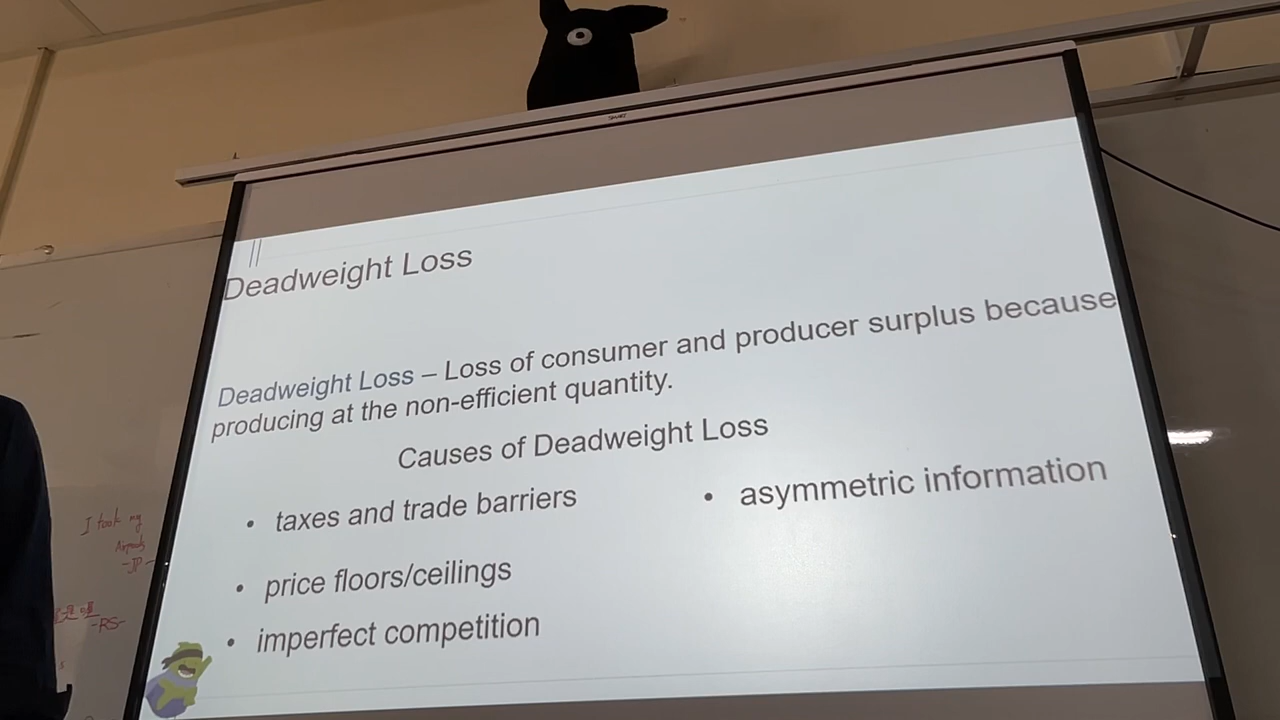 Deadweight Loss
Deadweight Loss – Loss of consumer and producer surplus because
producing at the non-efficient quantity.
Causes of Deadweight Loss
• taxes and trade barriers
• price floors/ceilings
• imperfect competition
• asymmetric information
I took my
-JP-
-RS-